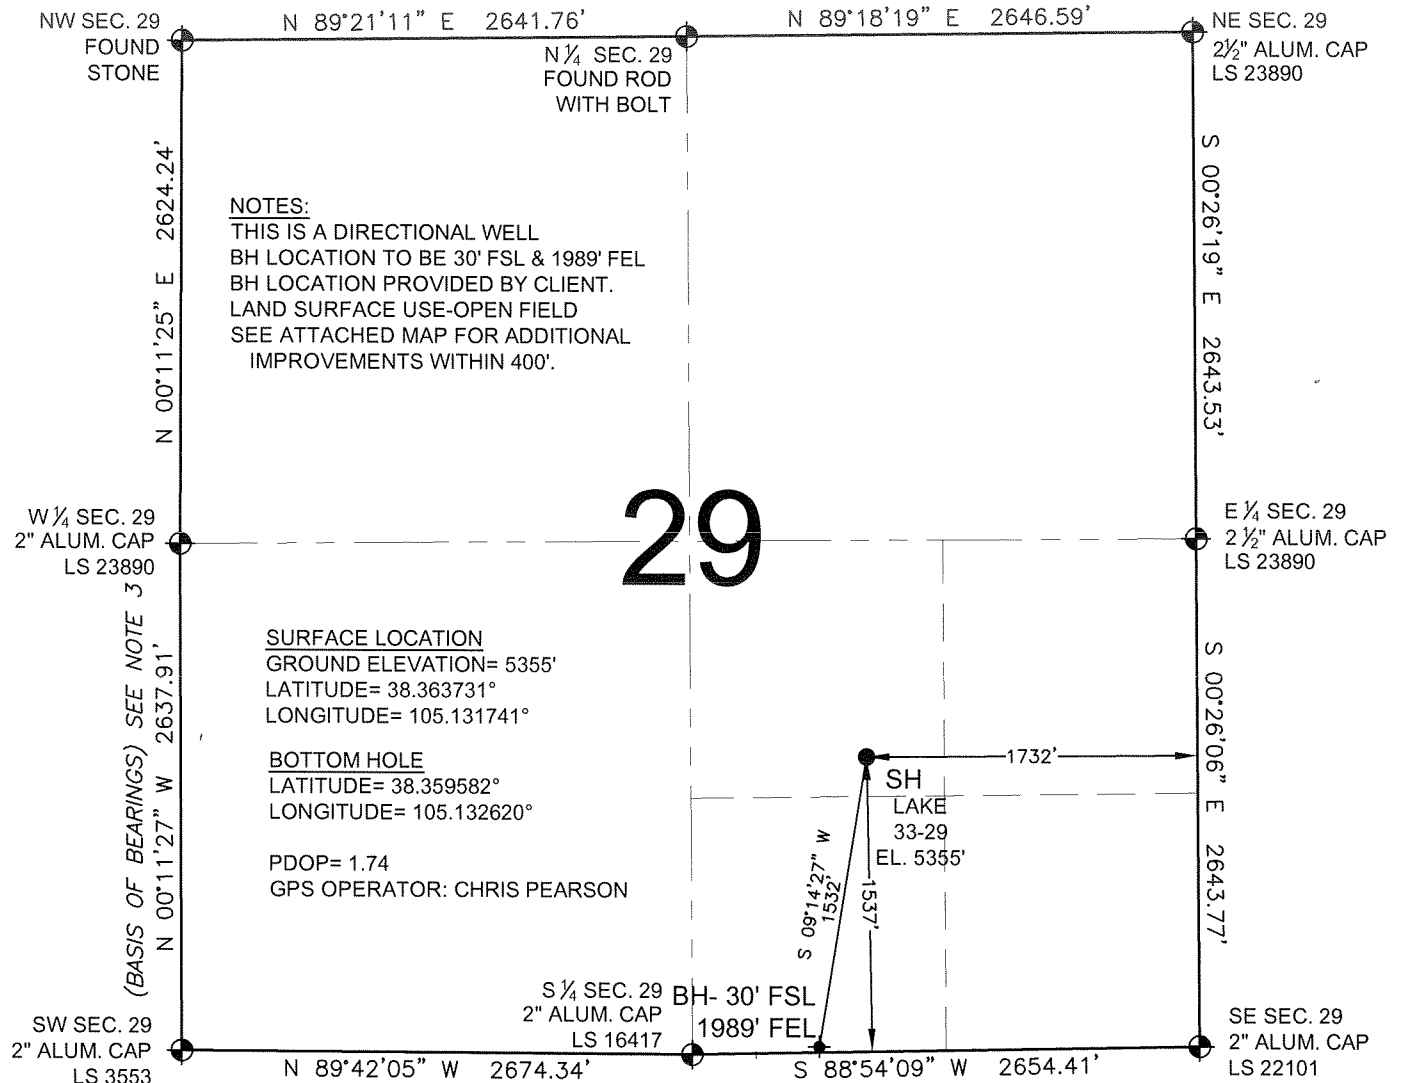 NW SEC. 29
FOUND
STONE
N 89°21'11" E 2641.76'
N 1/4 SEC. 29
FOUND ROD
WITH BOLT
N 89°18'19" E 2646.59'
NE SEC. 29
2½" ALUM. CAP
LS 23890
N 00°11'25" E 2624.24'
S 00°26'19" E 2643.53'
NOTES:
THIS IS A DIRECTIONAL WELL
BH LOCATION TO BE 30' FSL & 1989' FEL
BH LOCATION PROVIDED BY CLIENT.
LAND SURFACE USE-OPEN FIELD
SEE ATTACHED MAP FOR ADDITIONAL
IMPROVEMENTS WITHIN 400'.
29
W 1/4 SEC. 29
2" ALUM. CAP
LS 23890
E 1/4 SEC. 29
2 ½" ALUM. CAP
LS 23890
(BASIS OF BEARINGS) SEE NOTE 3
N 00°11'27" W 2637.91'
SURFACE LOCATION
GROUND ELEVATION= 5355'
LATITUDE= 38.363731°
LONGITUDE= 105.131741°
BOTTOM HOLE
LATITUDE= 38.359582°
LONGITUDE= 105.132620°
PDOP= 1.74
GPS OPERATOR: CHRIS PEARSON
1732'
SH
LAKE
33-29
EL. 5355'
S 09°14'27" W
1532'
1537'
S 00°26'06" E 2643.77'
S 1/4 SEC. 29
2" ALUM. CAP
LS 16417
BH- 30' FSL
1989' FEL
SW SEC. 29
2" ALUM. CAP
LS 3553
N 89°42'05" W 2674.34'
S 88°54'09" W 2654.41'
SE SEC. 29
2" ALUM. CAP
LS 22101